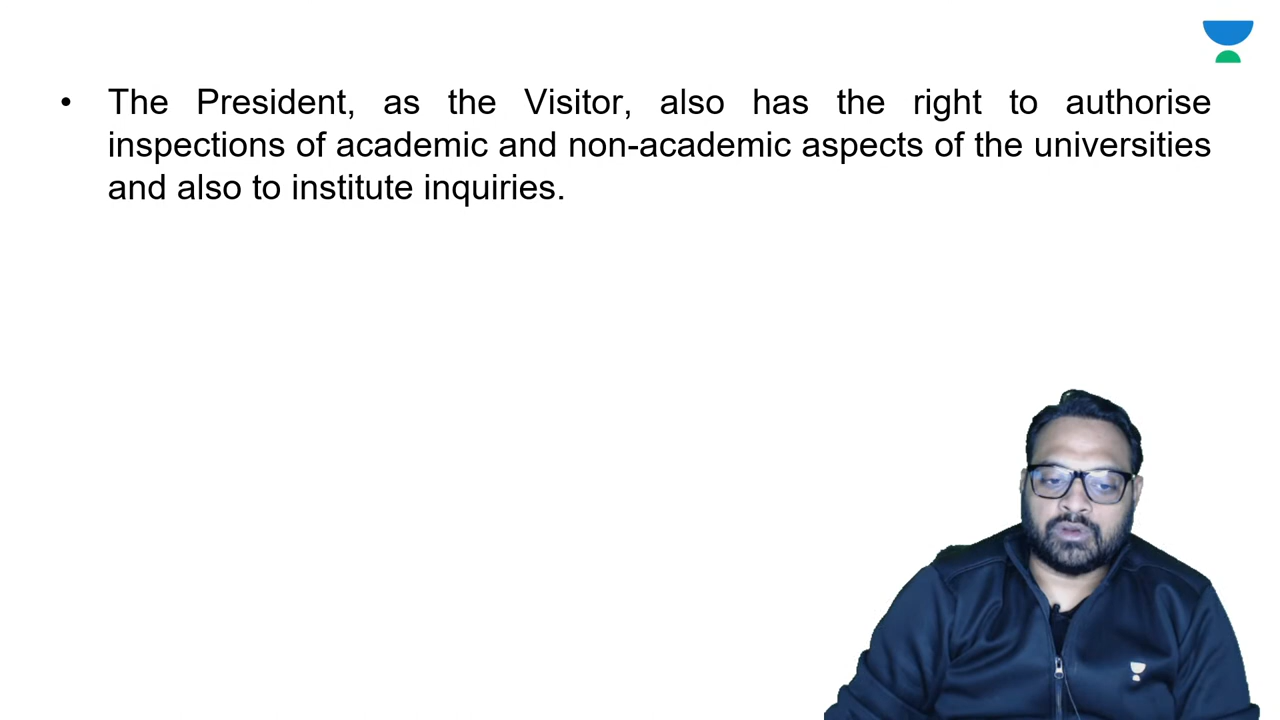 • The President, as the Visitor, also has the right to authorise
inspections of academic and non-academic aspects of the universities
and also to institute inquiries.